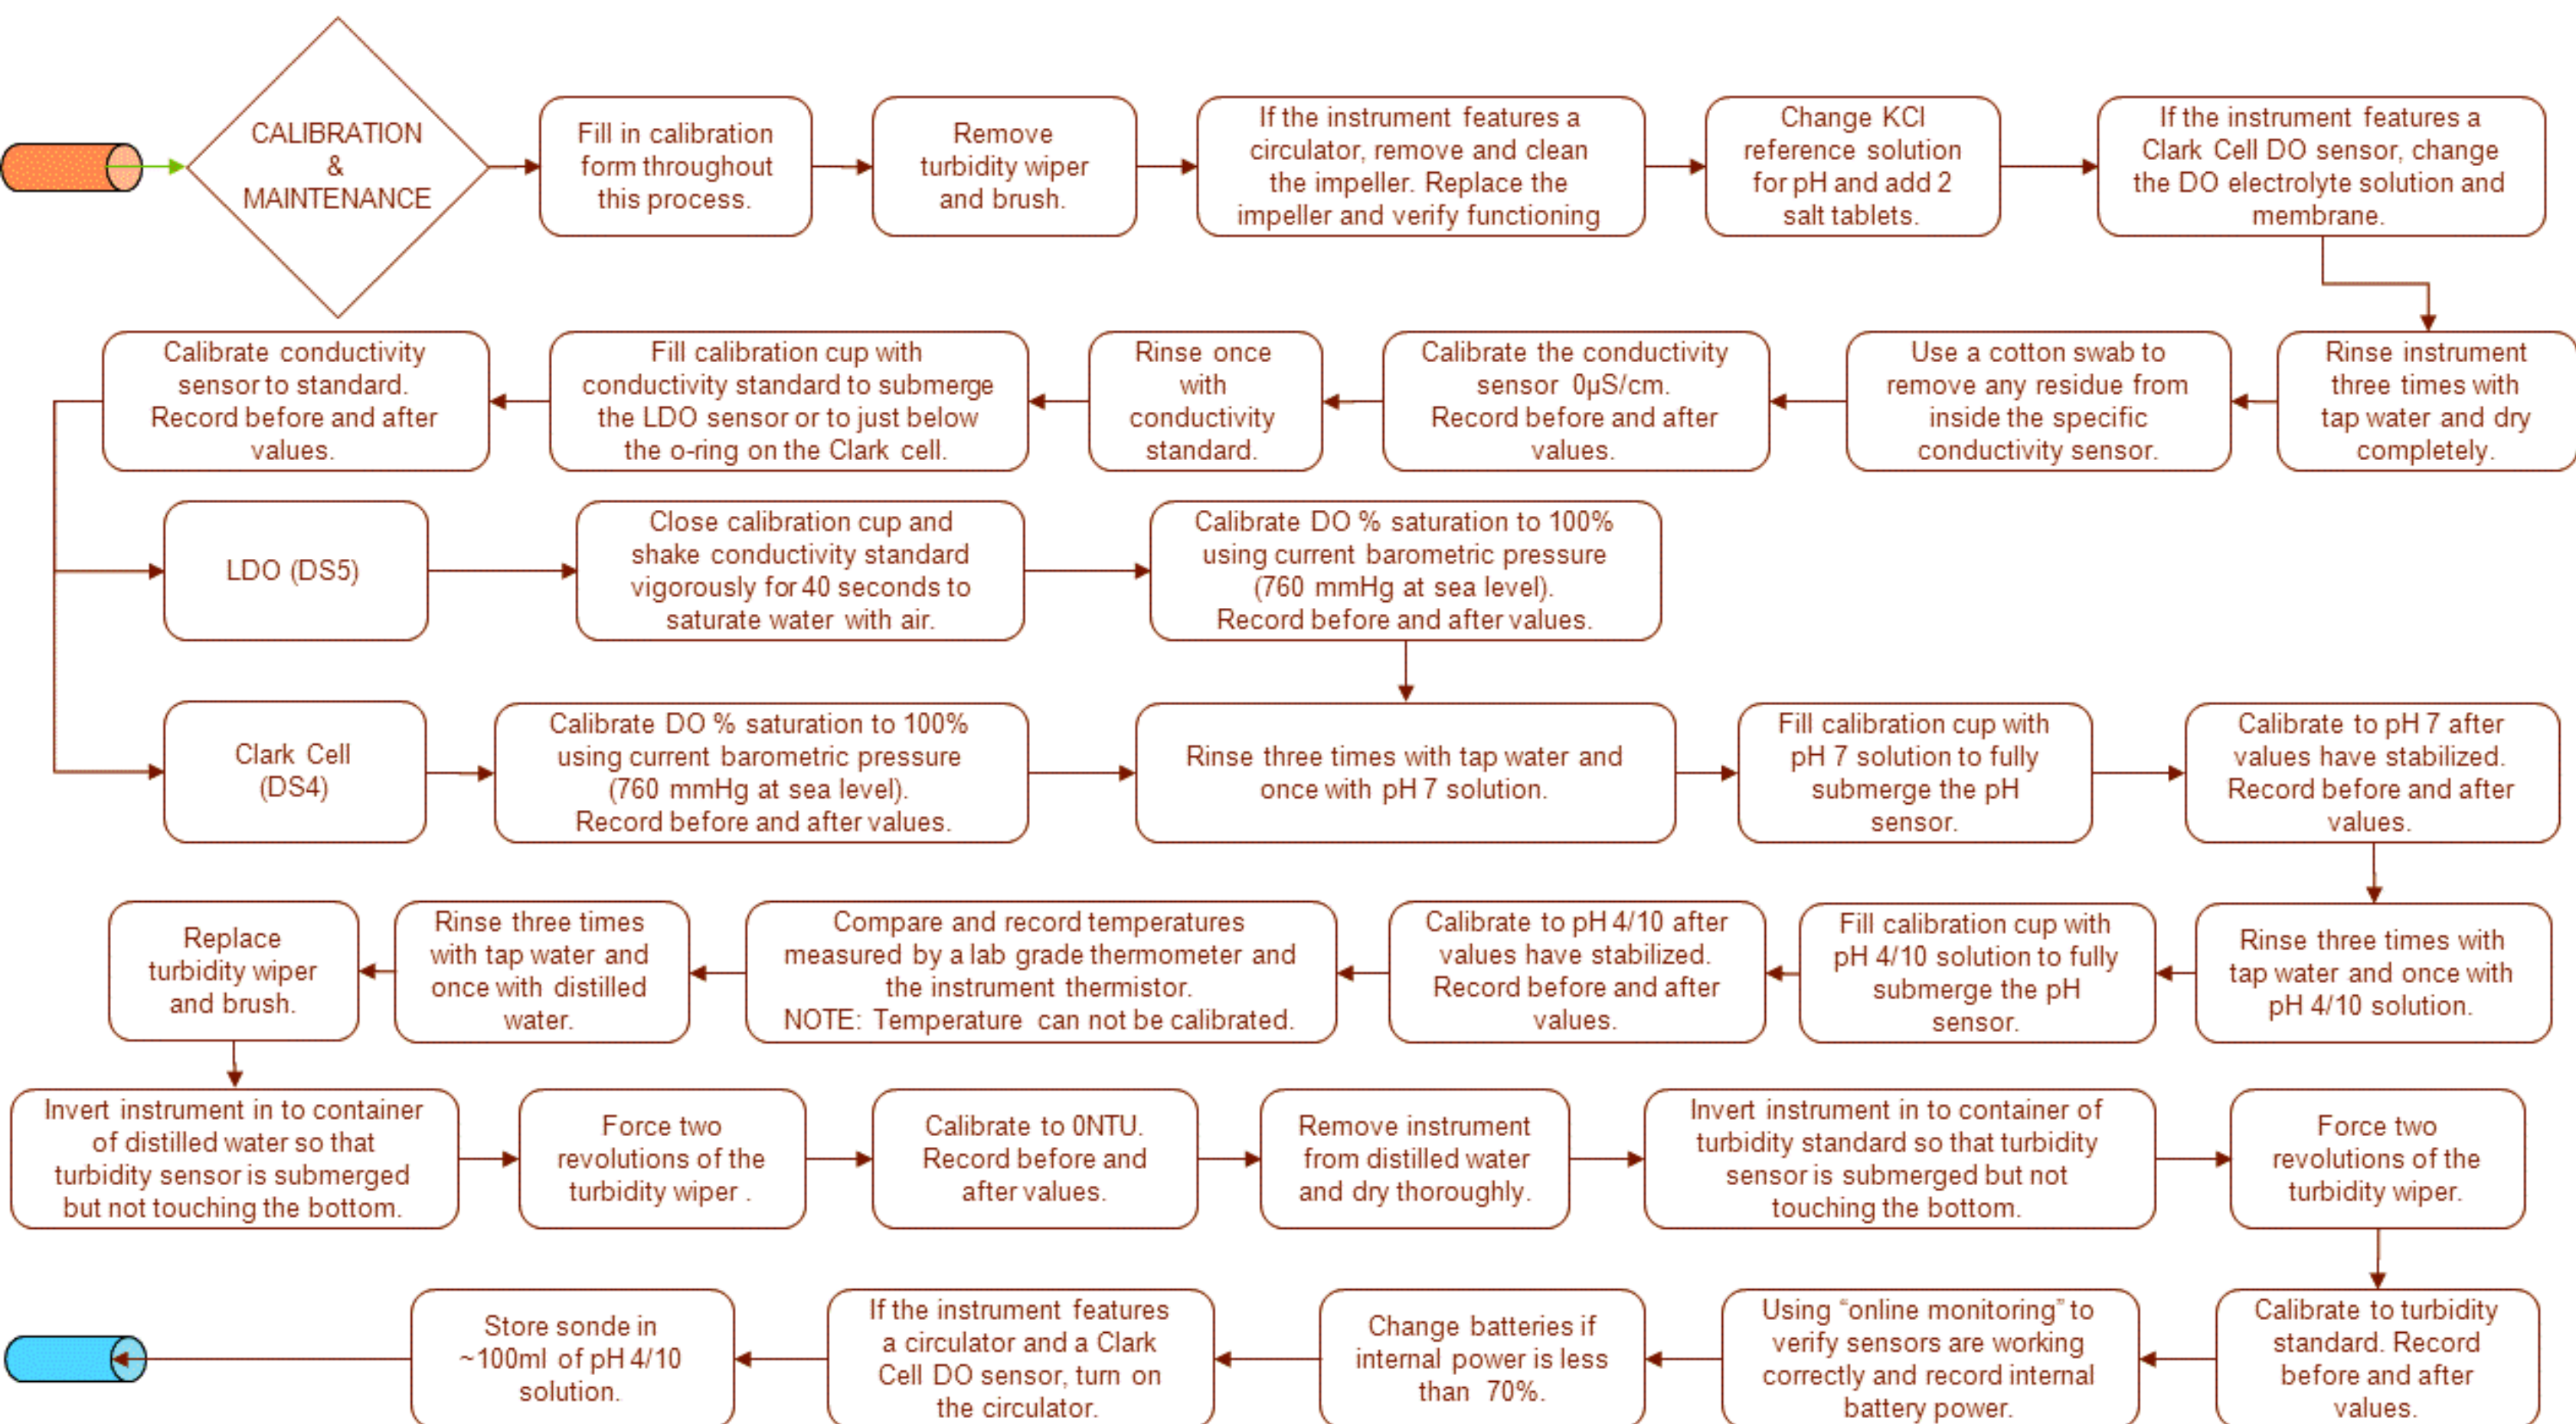 CALIBRATION
&
MAINTENANCE
Fill in calibration
form throughout
this process.
Remove
turbidity wiper
and brush.
If the instrument features a
circulator, remove and clean
the impeller. Replace the
impeller and verify functioning
Change KCl
reference solution
for pH and add 2
salt tablets.
If the instrument features a
Clark Cell DO sensor, change
the DO electrolyte solution and
membrane.
Rinse instrument
three times with
tap water and dry
completely.
Use a cotton swab to
remove any residue from
inside the specific
conductivity sensor.
Calibrate the conductivity
sensor 0µS/cm.
Record before and after
values.
Rinse once
with
conductivity
standard.
Fill calibration cup with
conductivity standard to submerge
the LDO sensor or to just below
the o-ring on the Clark cell.
Calibrate conductivity
sensor to standard.
Record before and after
values.
LDO (DS5)
Close calibration cup and
shake conductivity standard
vigorously for 40 seconds to
saturate water with air.
Calibrate DO % saturation to 100%
using current barometric pressure
(760 mmHg at sea level).
Record before and after values.
Clark Cell
(DS4)
Calibrate DO % saturation to 100%
using current barometric pressure
(760 mmHg at sea level).
Record before and after values.
Rinse three times with tap water and
once with pH 7 solution.
Fill calibration cup with
pH 7 solution to fully
submerge the pH
sensor.
Calibrate to pH 7 after
values have stabilized.
Record before and after
values.
Rinse three times with
tap water and once with
pH 4/10 solution.
Fill calibration cup with
pH 4/10 solution to fully
submerge the pH
sensor.
Calibrate to pH 4/10 after
values have stabilized.
Record before and after
values.
Compare and record temperatures
measured by a lab grade thermometer and
the instrument thermistor.
NOTE: Temperature can not be calibrated.
Rinse three times
with tap water and
once with distilled
water.
Replace
turbidity wiper
and brush.
Invert instrument in to container
of distilled water so that
turbidity sensor is submerged
but not touching the bottom.
Force two
revolutions of the
turbidity wiper .
Calibrate to 0NTU.
Record before and
after values.
Remove instrument
from distilled water
and dry thoroughly.
Invert instrument in to container of
turbidity standard so that turbidity
sensor is submerged but not
touching the bottom.
Force two
revolutions of the
turbidity wiper.
Calibrate to turbidity
standard. Record
before and after
values.
Using “online monitoring” to
verify sensors are working
correctly and record internal
battery power.
Change batteries if
internal power is less
than 70%.
If the instrument features
a circulator and a Clark
Cell DO sensor, turn on
the circulator.
Store sonde in
~100ml of pH 4/10
solution.